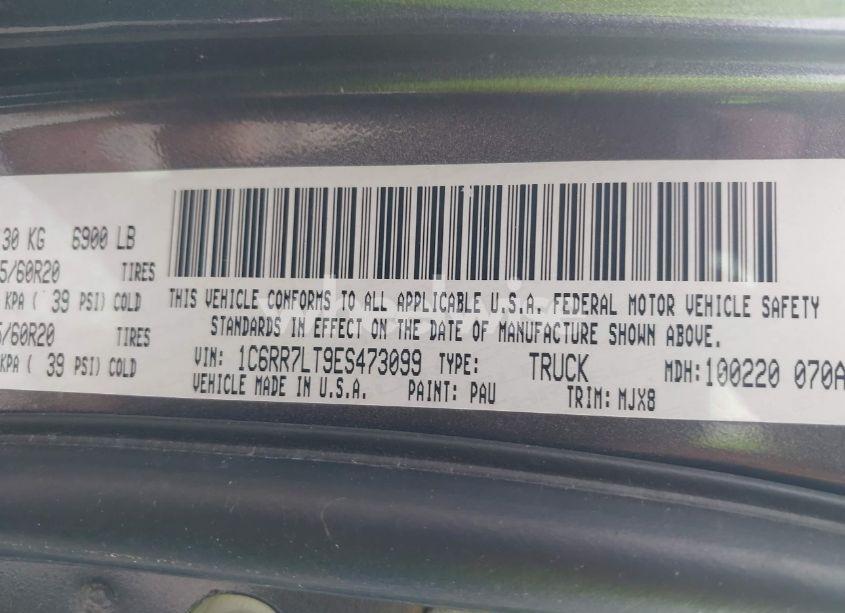 30 KG 6900 LB
5/60R20 TIRES
KPA ( 39 PSI) COLD
/60R20 TIRES
KPA ( 39 PSI) COLD
THIS VEHICLE CONFORMS TO ALL APPLICABLE U.S.A. FEDERAL MOTOR VEHICLE SAFETY
STANDARDS IN EFFECT ON THE DATE OF MANUFACTURE SHOWN ABOVE.
VIN: 1C6RR7LT9ES473099 TYPE: TRUCK MDH: 100220 070A
VEHICLE MADE IN U.S.A. PAINT: PAU TRIM: MJX8